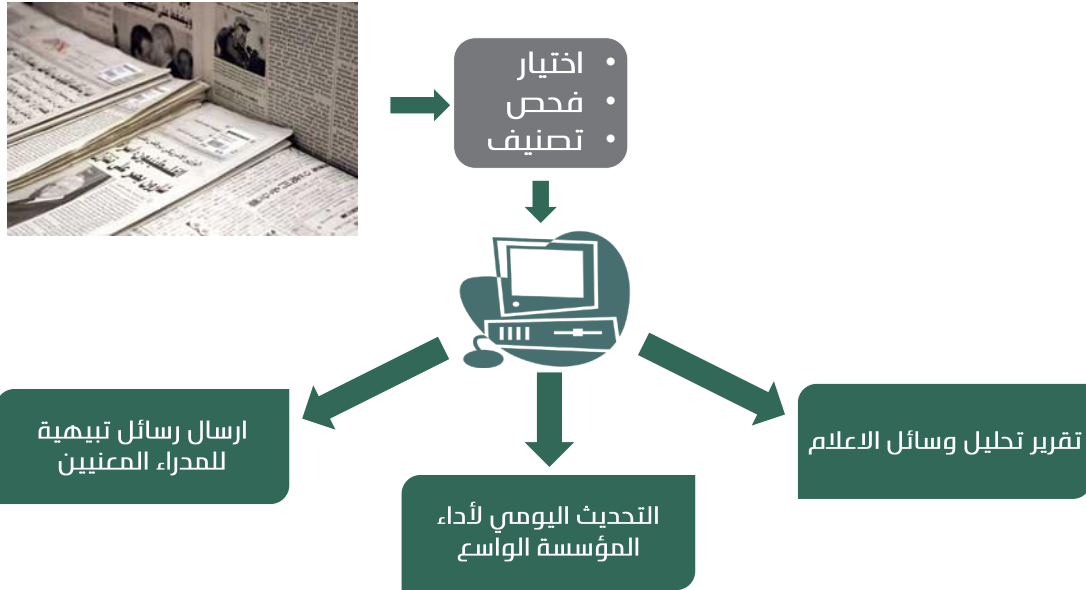 اختيار
فحص
تصنيف
تقرير تحليل وسائل الاعلام
التحديث اليومي لأداء
المؤسسة الواسع
ارسال رسائل تبيهية
للمدراء المعنيين